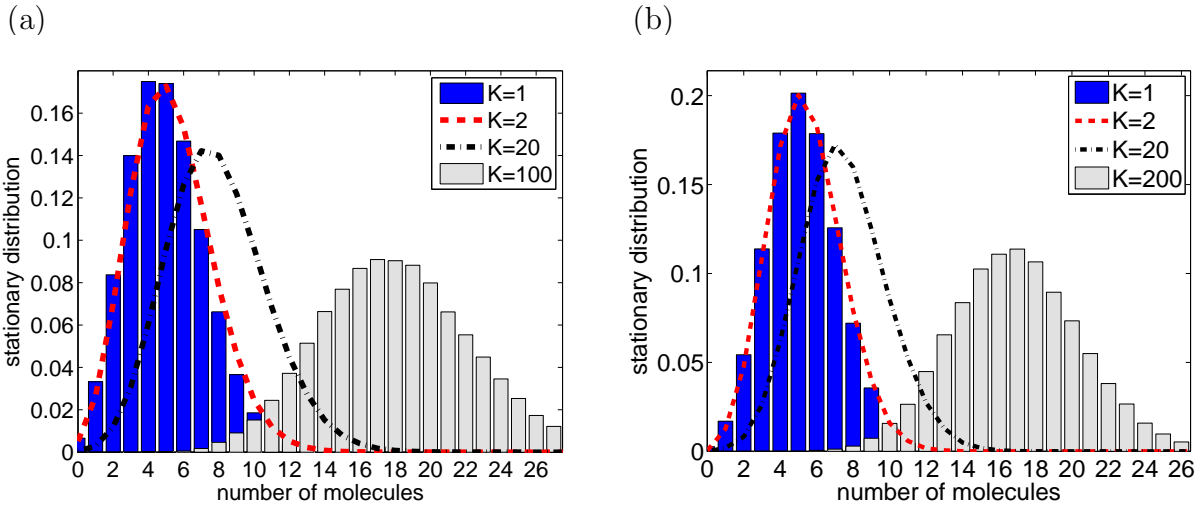 (a)
stationary distribution
0.16
0.14
0.12
0.1
0.08
0.06
0.04
0.02
0
0 2 4 6 8 10 12 14 16 18 20 22 24 26
number of molecules
K=1
K=2
K=20
K=100
(b)
stationary distribution
0.2
0.15
0.1
0.05
0
0 2 4 6 8 10 12 14 16 18 20 22 24 26
number of molecules
K=1
K=2
K=20
K=200